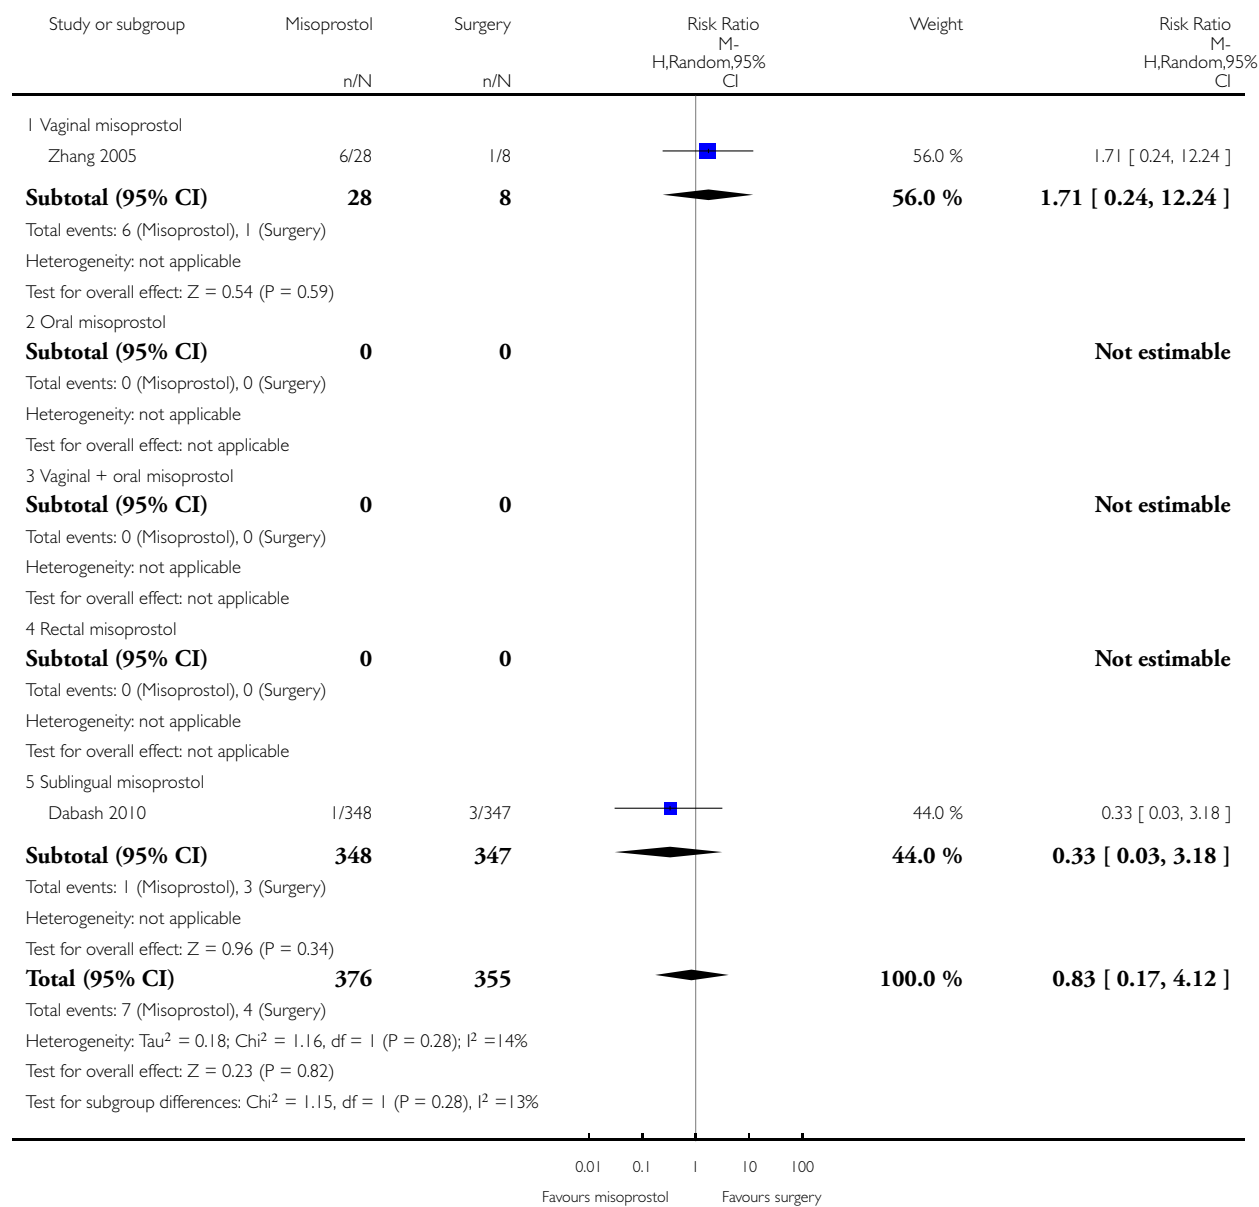 Study or subgroup Misoprostol Surgery Risk Ratio Weight Risk Ratio
M- M-
H,Random,95% H,Random,95%
n/N n/N CI CI
1 Vaginal misoprostol
Zhang 2005 6/28 1/8 56.0 % 1.71 [ 0.24, 12.24 ]
Subtotal (95% CI) 28 8 56.0 % 1.71 [ 0.24, 12.24 ]
Total events: 6 (Misoprostol), 1 (Surgery)
Heterogeneity: not applicable
Test for overall effect: Z = 0.54 (P = 0.59)
2 Oral misoprostol
Subtotal (95% CI) 0 0 Not estimable
Total events: 0 (Misoprostol), 0 (Surgery)
Heterogeneity: not applicable
Test for overall effect: not applicable
3 Vaginal + oral misoprostol
Subtotal (95% CI) 0 0 Not estimable
Total events: 0 (Misoprostol), 0 (Surgery)
Heterogeneity: not applicable
Test for overall effect: not applicable
4 Rectal misoprostol
Subtotal (95% CI) 0 0 Not estimable
Total events: 0 (Misoprostol), 0 (Surgery)
Heterogeneity: not applicable
Test for overall effect: not applicable
5 Sublingual misoprostol
Dabash 2010 1/348 3/347 44.0 % 0.33 [ 0.03, 3.18 ]
Subtotal (95% CI) 348 347 44.0 % 0.33 [ 0.03, 3.18 ]
Total events: 1 (Misoprostol), 3 (Surgery)
Heterogeneity: not applicable
Test for overall effect: Z = 0.96 (P = 0.34)
Total (95% CI) 376 355 100.0 % 0.83 [ 0.17, 4.12 ]
Total events: 7 (Misoprostol), 4 (Surgery)
Heterogeneity: Tau² = 0.18; Chi² = 1.16, df = 1 (P = 0.28); I² =14%
Test for overall effect: Z = 0.23 (P = 0.82)
Test for subgroup differences: Chi² = 1.15, df = 1 (P = 0.28), I² =13%
0.01 0.1 1 10 100
Favours misoprostol Favours surgery